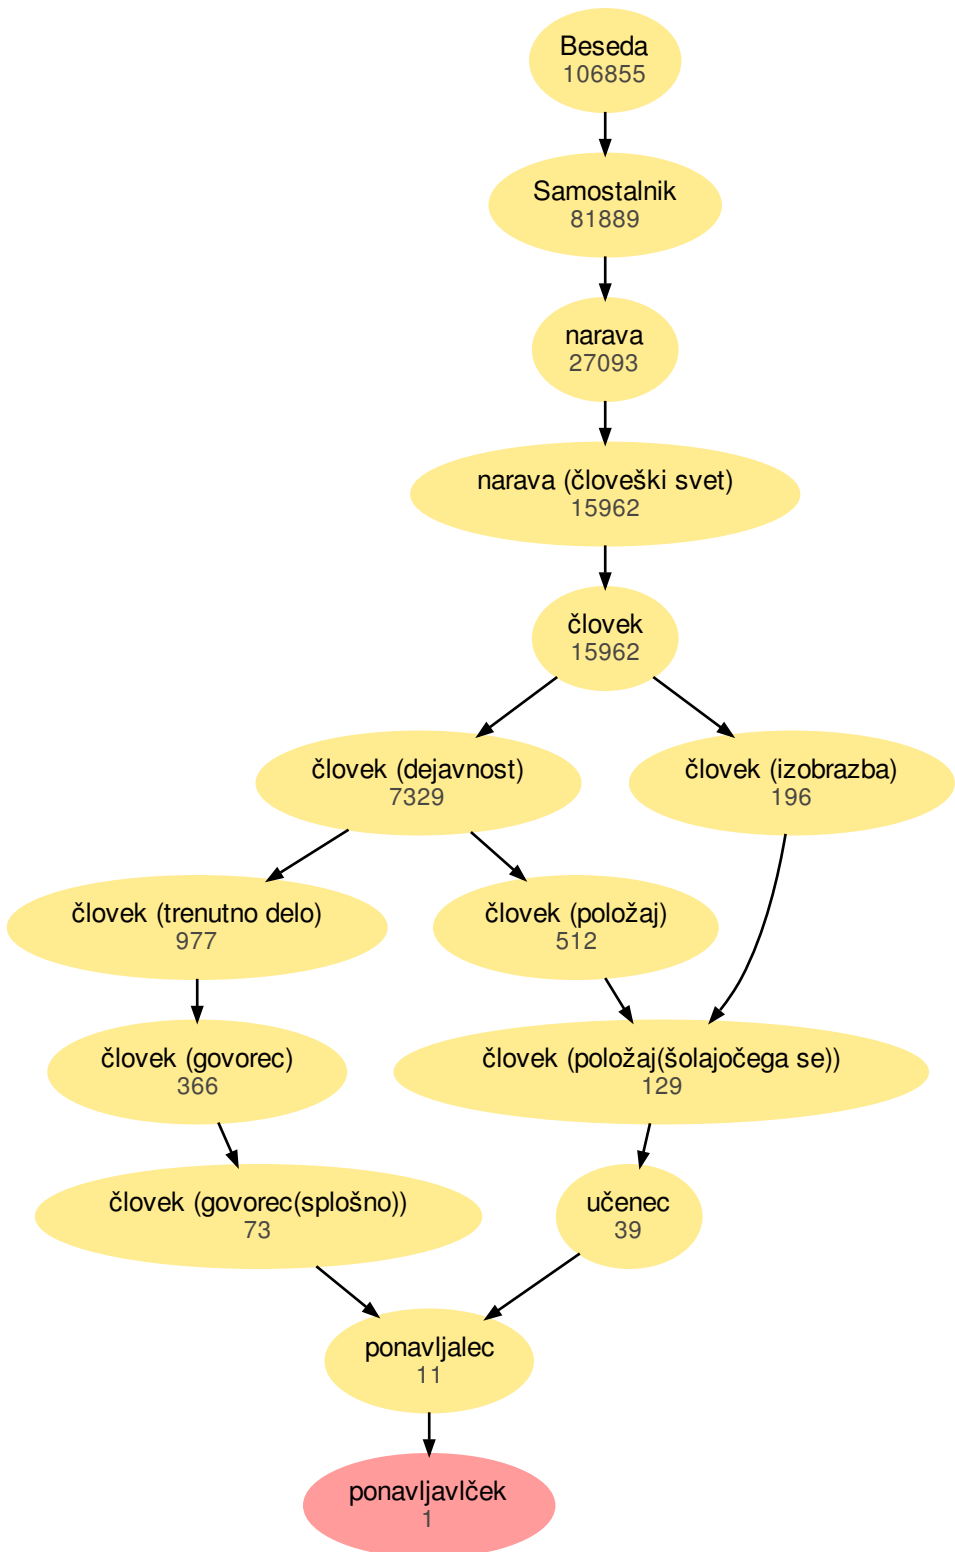 Beseda
106855
Samostalnik
81889
narava
27093
narava (človeški svet)
15962
človek
15962
človek (dejavnost)
7329
človek (izobrazba)
196
človek (trenutno delo)
977
človek (položaj)
512
človek (govorec)
366
človek (položaj(šolajočega se))
129
človek (govorec(splošno))
73
učenec
39
ponavljalec
11
ponavljavlček
1